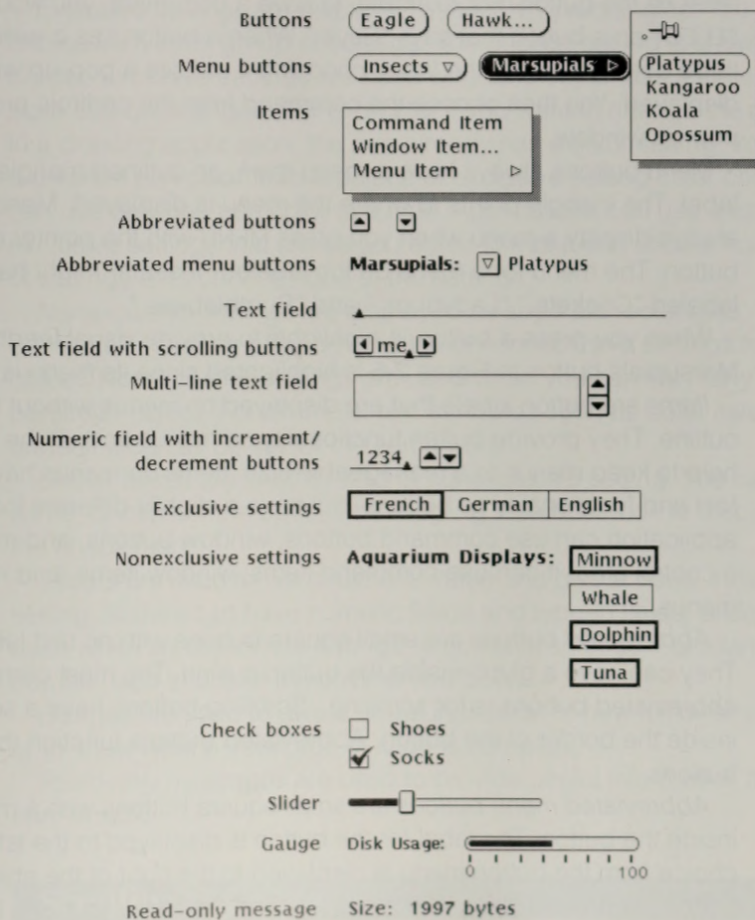 Buttons Eagle Hawk...
Menu buttons Insects Marsupials Platypus
Kangaroo
Koala
Opossum
Items Command Item
Window Item...
Menu Item
Abbreviated buttons
Abbreviated menu buttons Marsupials: Platypus
Text field
Text field with scrolling buttons me
Multi-line text field
Numeric field with increment/
decrement buttons 1234
Exclusive settings French German English
Nonexclusive settings Aquarium Displays: Minnow
Whale
Dolphin
Tuna
Check boxes Shoes
Socks
Slider
Gauge Disk Usage:
0 100
Read-only message Size: 1997 bytes